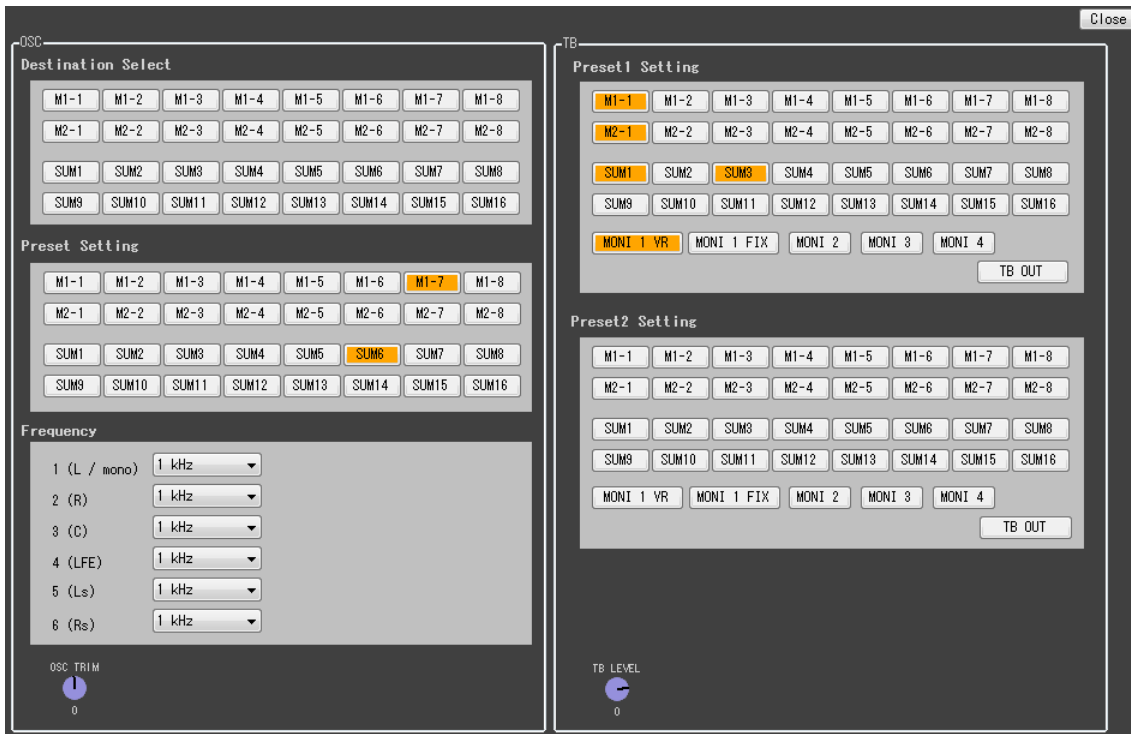 Close
OSC
Destination Select
M1-1 M1-2 M1-3 M1-4 M1-5 M1-6 M1-7 M1-8
M2-1 M2-2 M2-3 M2-4 M2-5 M2-6 M2-7 M2-8
SUM1 SUM2 SUM3 SUM4 SUM5 SUM6 SUM7 SUM8
SUM9 SUM10 SUM11 SUM12 SUM13 SUM14 SUM15 SUM16
Preset Setting
M1-1 M1-2 M1-3 M1-4 M1-5 M1-6 M1-7 M1-8
M2-1 M2-2 M2-3 M2-4 M2-5 M2-6 M2-7 M2-8
SUM1 SUM2 SUM3 SUM4 SUM5 SUM6 SUM7 SUM8
SUM9 SUM10 SUM11 SUM12 SUM13 SUM14 SUM15 SUM16
Frequency
1 (L / mono) 1 kHz
2 (R) 1 kHz
3 (C) 1 kHz
4 (LFE) 1 kHz
5 (Ls) 1 kHz
6 (Rs) 1 kHz
OSC TRIM
0
TB
Preset1 Setting
M1-1 M1-2 M1-3 M1-4 M1-5 M1-6 M1-7 M1-8
M2-1 M2-2 M2-3 M2-4 M2-5 M2-6 M2-7 M2-8
SUM1 SUM2 SUM3 SUM4 SUM5 SUM6 SUM7 SUM8
SUM9 SUM10 SUM11 SUM12 SUM13 SUM14 SUM15 SUM16
MONI 1 VR MONI 1 FIX MONI 2 MONI 3 MONI 4
TB OUT
Preset2 Setting
M1-1 M1-2 M1-3 M1-4 M1-5 M1-6 M1-7 M1-8
M2-1 M2-2 M2-3 M2-4 M2-5 M2-6 M2-7 M2-8
SUM1 SUM2 SUM3 SUM4 SUM5 SUM6 SUM7 SUM8
SUM9 SUM10 SUM11 SUM12 SUM13 SUM14 SUM15 SUM16
MONI 1 VR MONI 1 FIX MONI 2 MONI 3 MONI 4
TB OUT
TB LEVEL
0